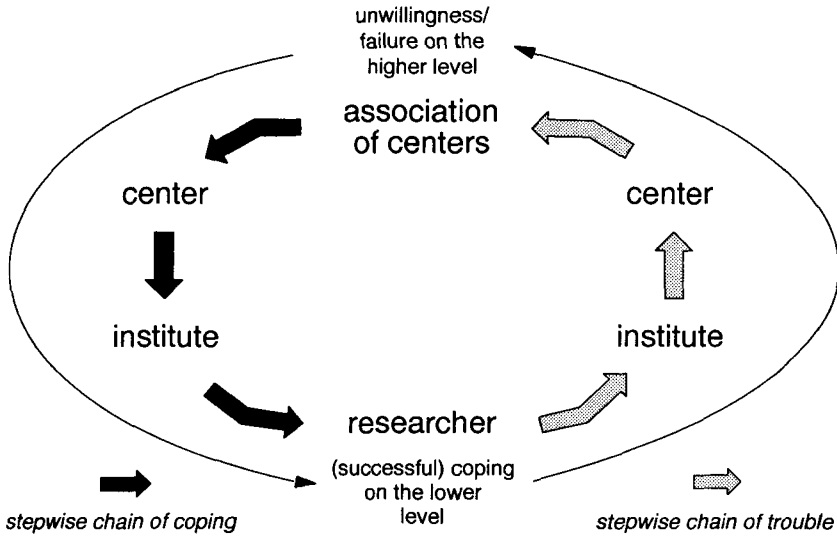 unwillingness/
failure on the
higher level
association
of centers
center
center
institute
institute
researcher
(successful) coping
on the lower
level
stepwise chain of coping
stepwise chain of trouble